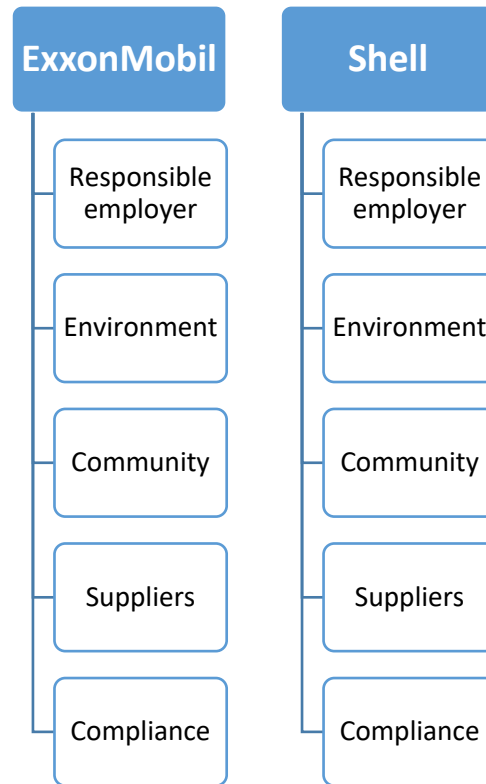 ExxonMobil
Responsible
employer
Environment
Community
Suppliers
Compliance
Shell
Responsible
employer
Environment
Community
Suppliers
Compliance